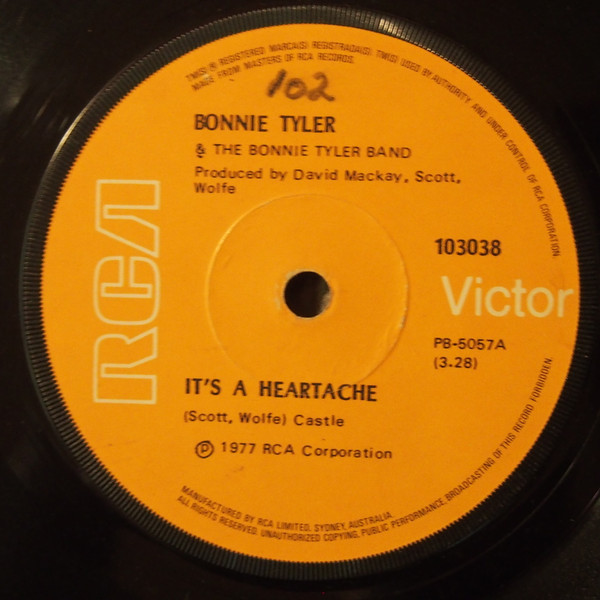 TM(S) ® REGISTERED MARCA(S) REGISTRADA(S) TM(S) USED BY AUTHORITY AND UNDER CONTROL OF RCA CORPORATION.
MADE FROM MASTERS OF RCA RECORDS.
102
BONNIE TYLER
& THE BONNIE TYLER BAND
Produced by David Mackay, Scott,
Wolfe
RCA
103038
Victor
PB-5057A
(3.28)
IT'S A HEARTACHE
(Scott, Wolfe) Castle
℗ 1977 RCA Corporation
MANUFACTURED BY RCA LIMITED, SYDNEY, AUSTRALIA.
ALL RIGHTS RESERVED. UNAUTHORIZED COPYING, PUBLIC PERFORMANCE, BROADCASTING OF THIS RECORD FORBIDDEN.